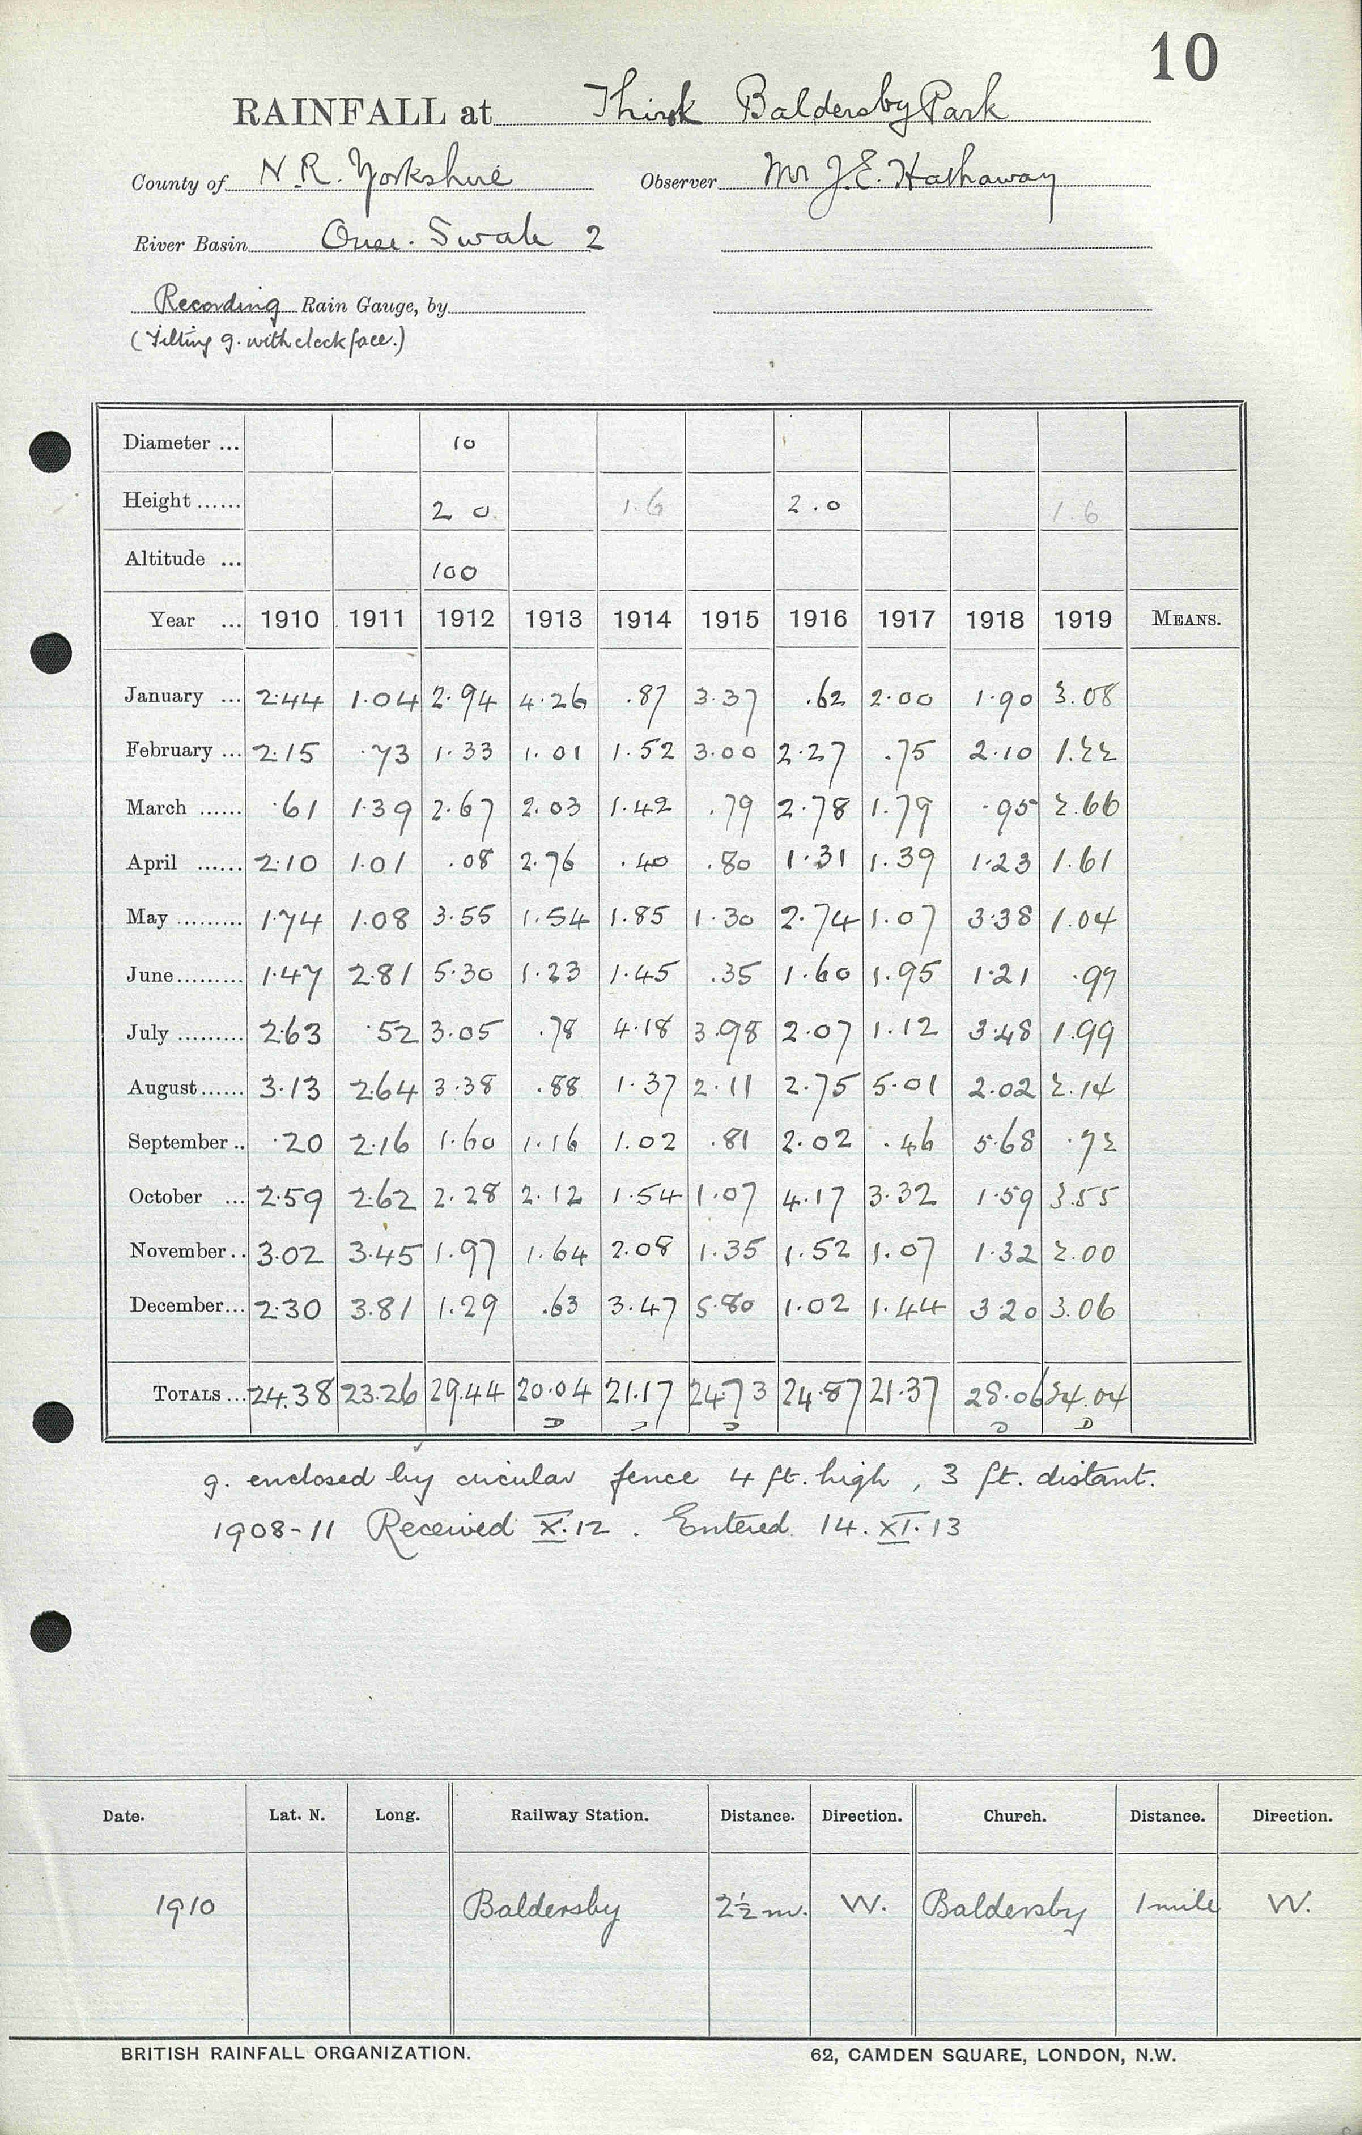 10
RAINFALL at Thirsk Baldersby Park
County of N.R. Yorkshire Observer Mr J.E. Hathaway
River Basin Ouse. Swale 2
Recording Rain Gauge, by
(Tilting g. with clock face.)
Diameter ... 10
Height ...... 2 0 1.6 2.0 1.6
Altitude ... 100
Year ... 1910 1911 1912 1913 1914 1915 1916 1917 1918 1919 MEANS.
January ... 2.44 1.04 2.94 4.26 .87 3.37 .62 2.00 1.90 3.08
February ... 2.15 .73 1.33 1.01 1.52 3.00 2.27 .75 2.10 1.22
March ...... .61 1.39 2.67 2.03 1.42 .79 2.78 1.79 .95 2.66
April ...... 2.10 1.01 .08 2.76 .40 .80 1.31 1.39 1.23 1.61
May ......... 1.74 1.08 3.55 1.54 1.85 1.30 2.74 1.07 3.38 1.04
June......... 1.47 2.81 5.30 1.23 1.45 .35 1.60 1.95 1.21 .97
July ......... 2.63 .52 3.05 .78 4.18 3.98 2.07 1.12 3.48 1.99
August...... 3.13 2.64 3.38 .88 1.37 2.11 2.75 5.01 2.02 2.14
September .. .20 2.16 1.60 1.16 1.02 .81 2.02 .46 5.68 .72
October ... 2.59 2.62 2.28 2.12 1.54 1.07 4.17 3.32 1.59 3.55
November .. 3.02 3.45 1.97 1.64 2.08 1.35 1.52 1.07 1.32 2.00
December... 2.30 3.81 1.29 .63 3.47 5.80 1.02 1.44 3.20 3.06
TOTALS ... 24.38 23.26 29.44 20.04 21.17 24.73 24.87 21.37 28.06 24.04
g. enclosed by circular fence 4 ft. high, 3 ft. distant.
1908-11 Received X.12. Entered 14.XI.13
Date. Lat. N. Long. Railway Station. Distance. Direction. Church. Distance. Direction.
1910 Baldersby 2½ m. W. Baldersby 1 mile W.
BRITISH RAINFALL ORGANIZATION. 62, CAMDEN SQUARE, LONDON, N.W.